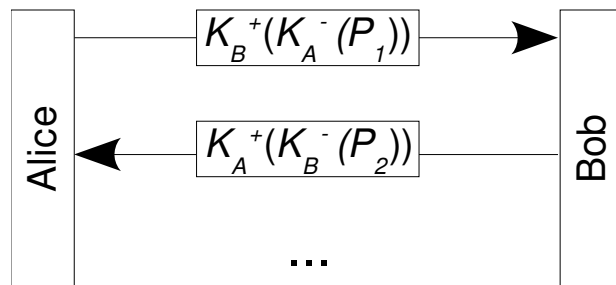 K_B^+(K_A^-(P_1))
Alice
Bob
K_A^+(K_B^-(P_2))
...